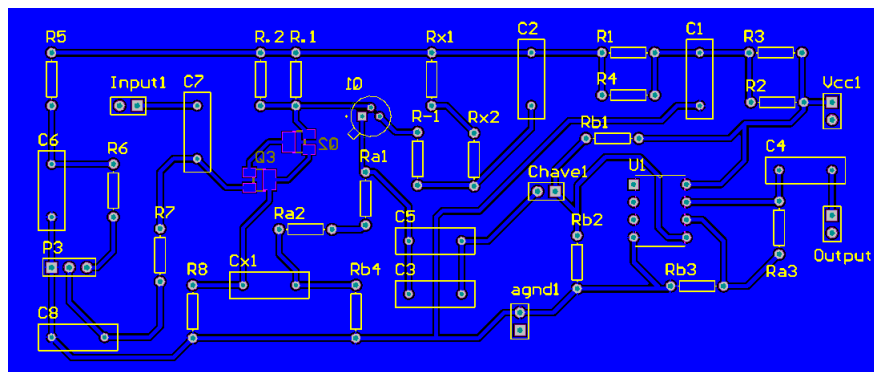 R5
R.2
R.1
Rx1
C2
R1
C1
R3
Input1
C7
Q1
R4
R2
Vcc1
R-1
Rx2
Rb1
C6
R6
Q3
Q2
Ra1
Chave1
U1
C4
R7
Ra2
C5
Rb2
P3
R8
Cx1
Rb4
C3
agnd1
Rb3
Ra3
Output
C8